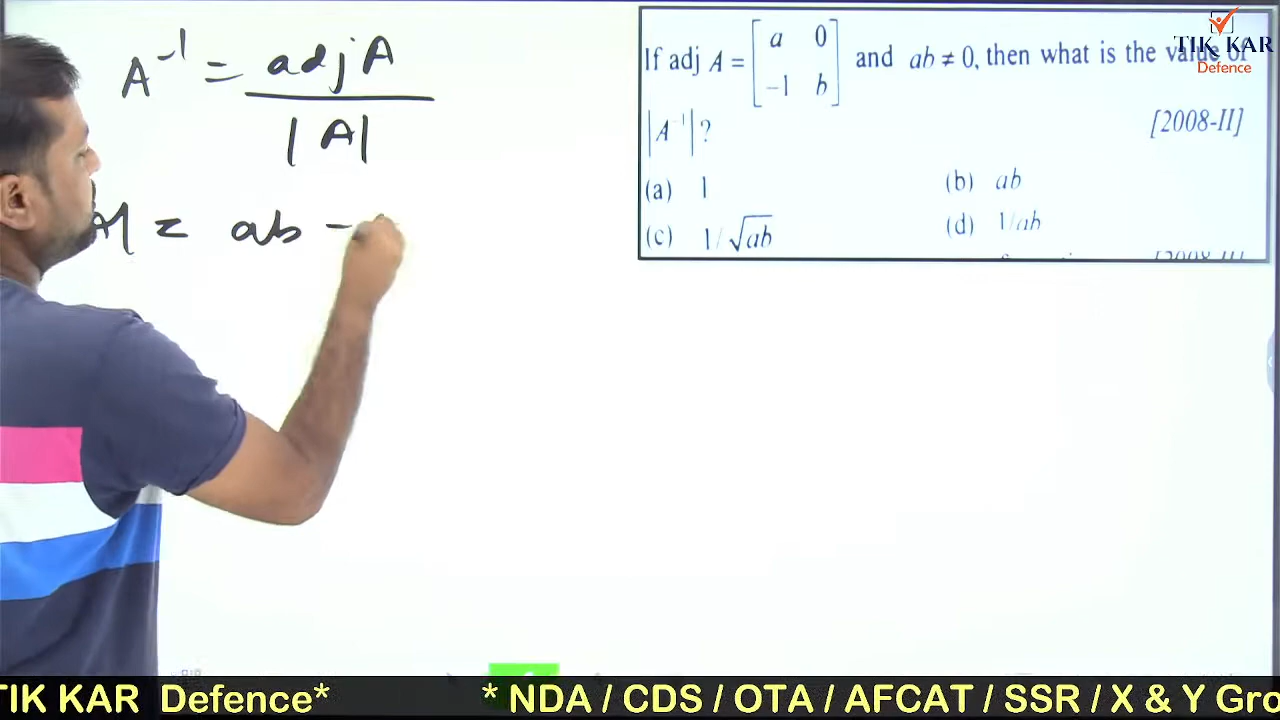 A⁻¹ = adj A
| A |
A| = ab -
If adj A = [ a 0
-1 b ] and ab ≠ 0, then what is the value of
|A⁻¹| ?
[2008-II]
(a) 1
(b) ab
(c) 1/√ab
(d) 1/ab
TIK KAR
Defence
TIK KAR Defence* * NDA / CDS / OTA / AFCAT / SSR / X & Y Gro